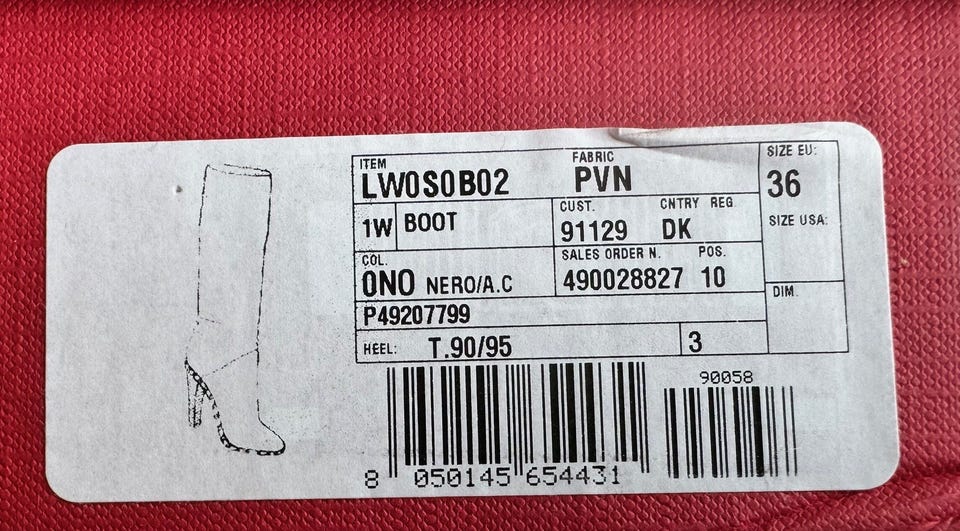 ITEM FABRIC SIZE EU:
LW0S0B02 PVN 36
1W BOOT CUST. CNTRY REG. SIZE USA:
91129 DK
COL. SALES ORDER N. POS.
0N0 NERO/A.C 490028827 10
DIM.
P49207799
HEEL: T.90/95 3
90058
8 050145 654431